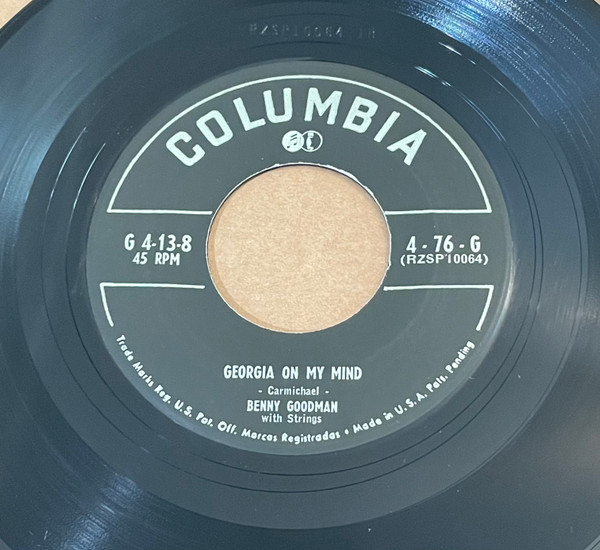 COLUMBIA
G 4-13-8
45 RPM
4 - 76 - G
(RZSP 10064)
GEORGIA ON MY MIND
- Carmichael -
BENNY GOODMAN
with Strings
Trade Marks Reg. U. S. Pat. Off. Marcas Registradas • Made in U. S. A. Pats. Pending